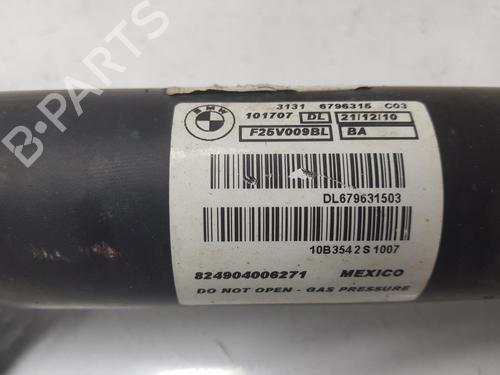 BMW
3131 6796315 C03
101707 DL 21/12/10
F25V009BL BA
DL679631503
10B3542S1007
824904006271 MEXICO
DO NOT OPEN - GAS PRESSURE
B-PARTS